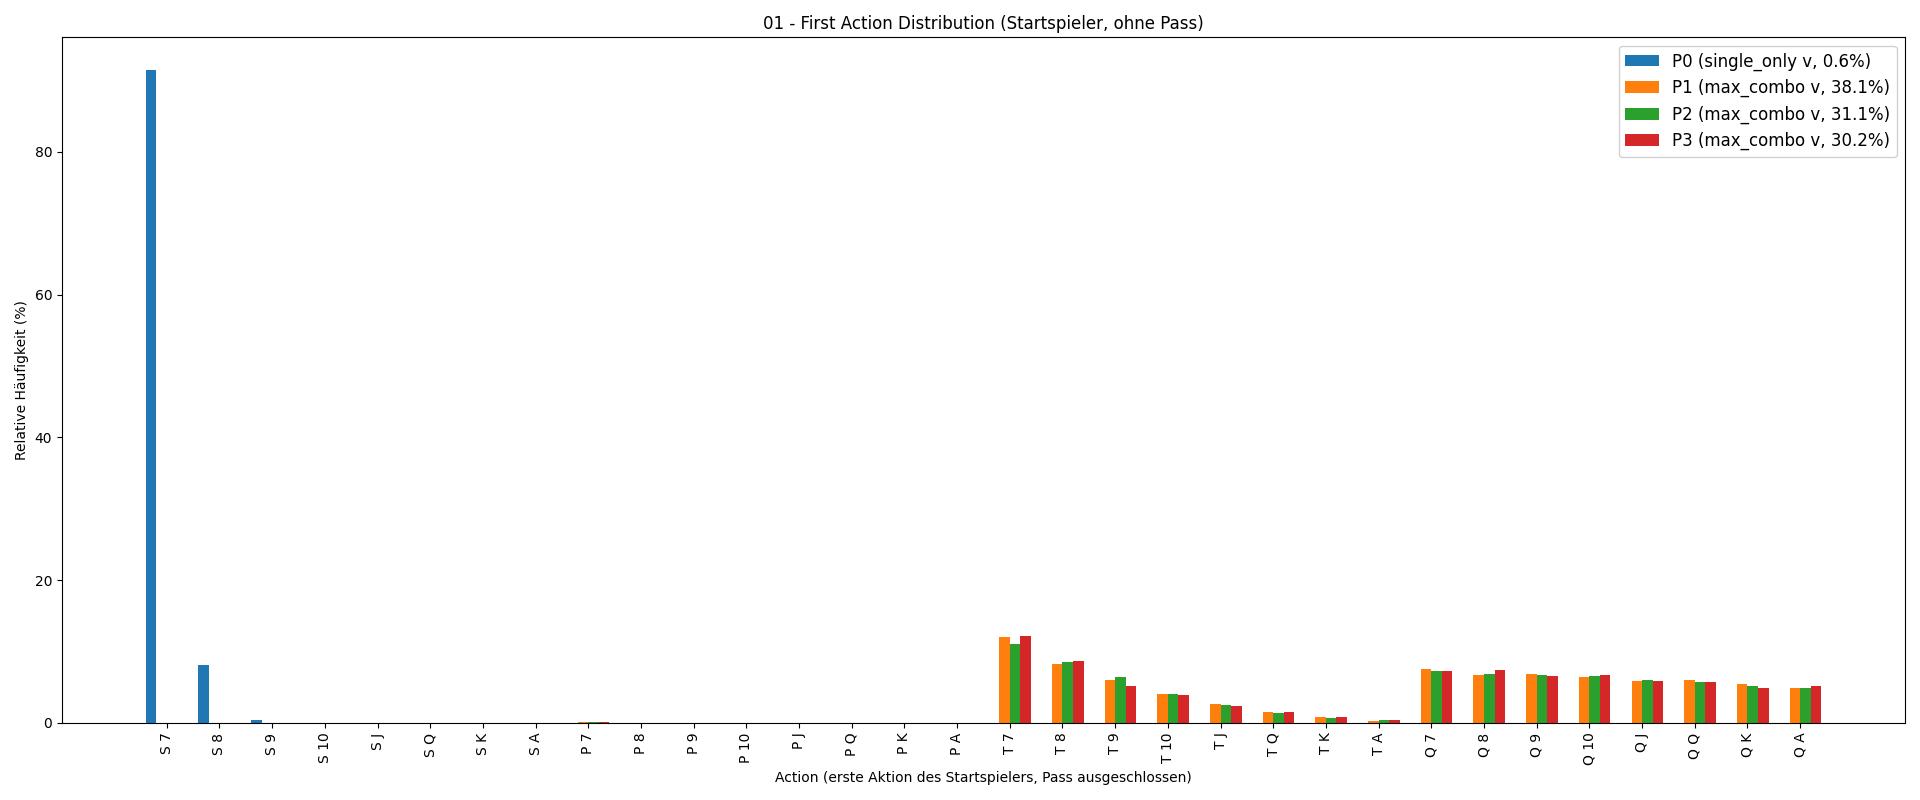 01 - First Action Distribution (Startspieler, ohne Pass)
P0 (single_only v, 0.6%)
P1 (max_combo v, 38.1%)
P2 (max_combo v, 31.1%)
P3 (max_combo v, 30.2%)
Relative Häufigkeit (%)
80
60
40
20
0
S 7
S 8
S 9
S 10
S J
S Q
S K
S A
P 7
P 8
P 9
P 10
P J
P Q
P K
P A
T 7
T 8
T 9
T 10
T J
T Q
T K
T A
Q 7
Q 8
Q 9
Q 10
Q J
Q Q
Q K
Q A
Action (erste Aktion des Startspielers, Pass ausgeschlossen)